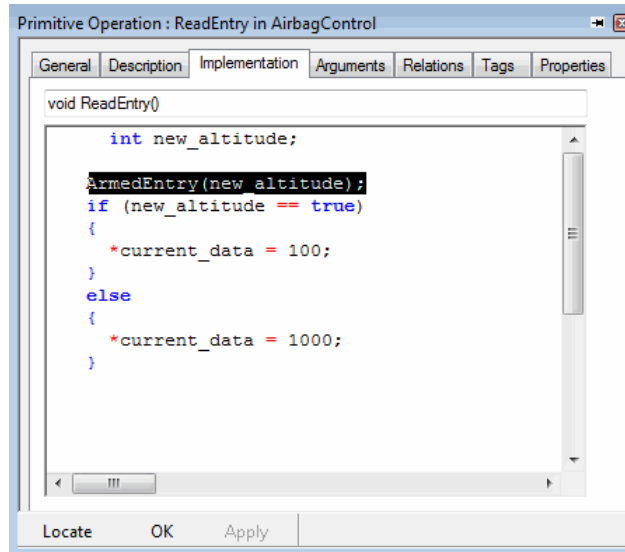 Primitive Operation : ReadEntry in AirbagControl
General Description Implementation Arguments Relations Tags Properties
void ReadEntry()
int new_altitude;
ArmedEntry(new_altitude);
if (new_altitude == true)
{
*current_data = 100;
}
else
{
*current_data = 1000;
}
Locate OK Apply